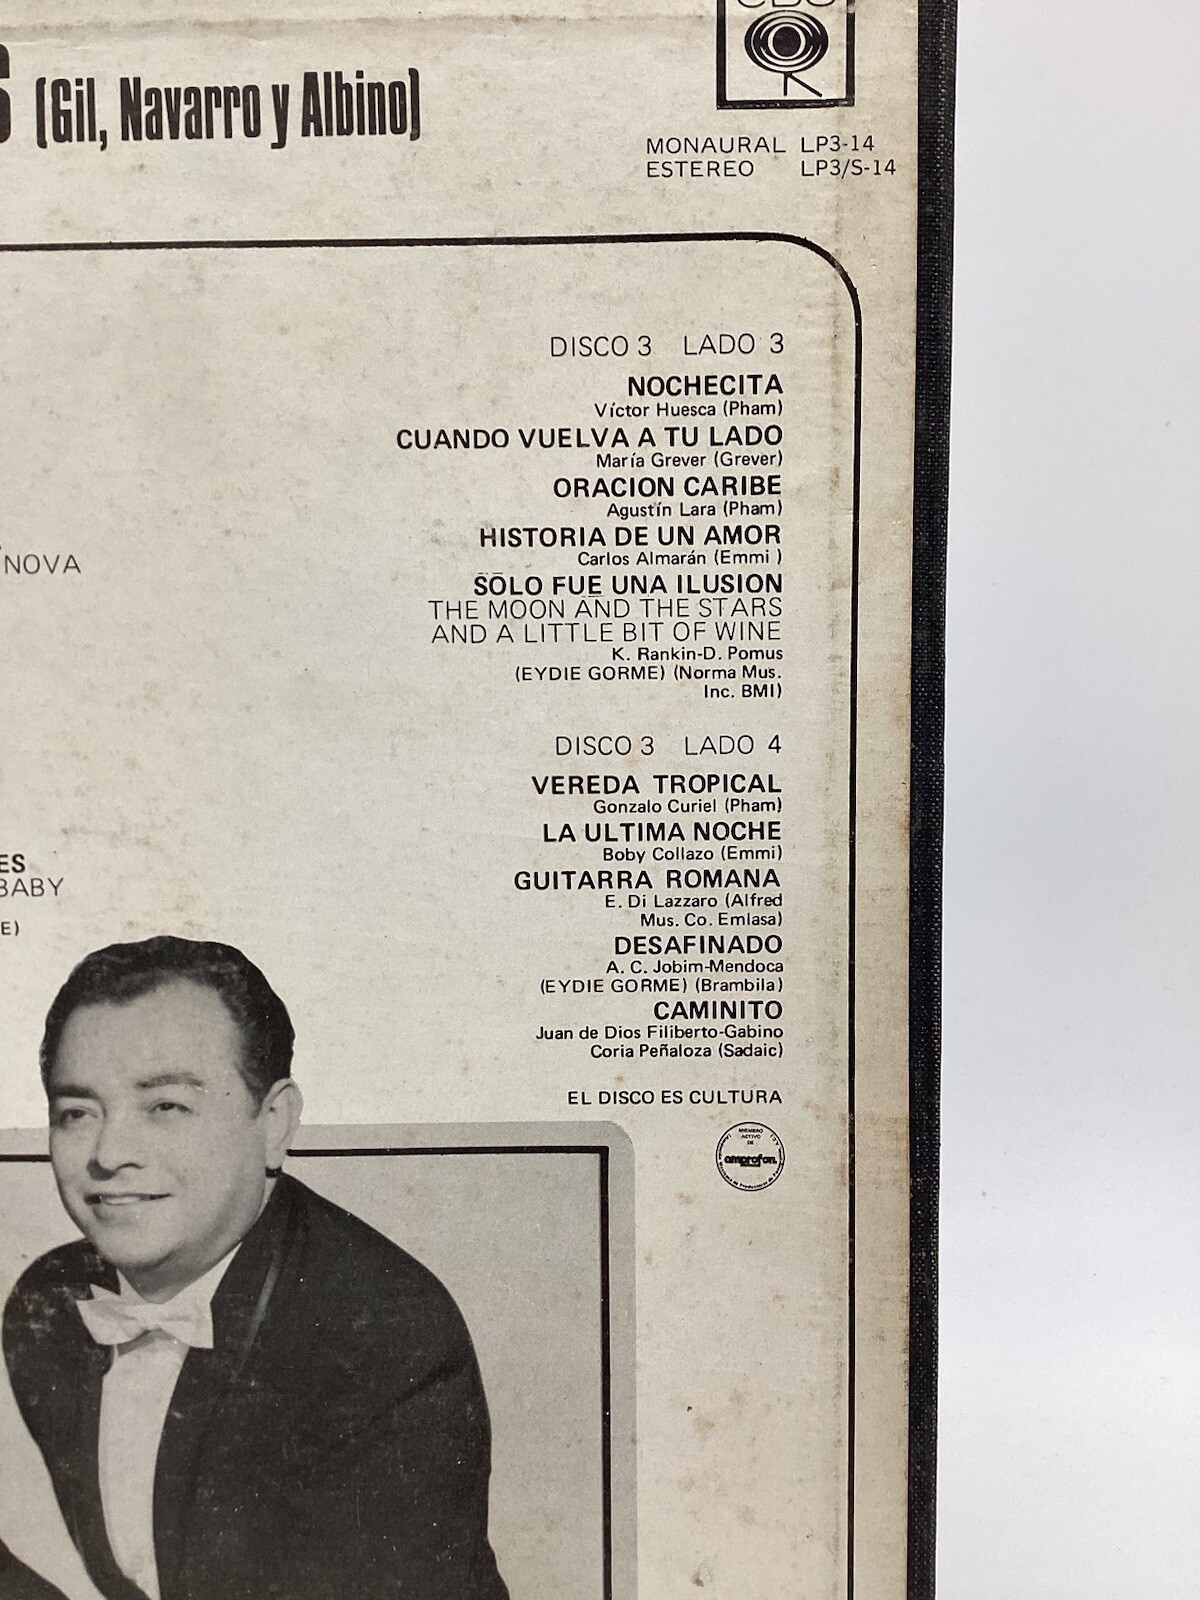 CBS
S (Gil, Navarro y Albino)
MONAURAL LP3-14
ESTEREO LP3/S-14
DISCO 3 LADO 3
NOCHECITA
Víctor Huesca (Pham)
CUANDO VUELVA A TU LADO
María Grever (Grever)
ORACION CARIBE
Agustín Lara (Pham)
HISTORIA DE UN AMOR
Carlos Almarán (Emmi )
SOLO FUE UNA ILUSION
THE MOON AND THE STARS
AND A LITTLE BIT OF WINE
K. Rankin-D. Pomus
(EYDIE GORME) (Norma Mus.
Inc. BMI)
DISCO 3 LADO 4
VEREDA TROPICAL
Gonzalo Curiel (Pham)
LA ULTIMA NOCHE
Boby Collazo (Emmi)
GUITARRA ROMANA
E. Di Lazzaro (Alfred
Mus. Co. Emlasa)
DESAFINADO
A. C. Jobim-Mendoca
(EYDIE GORME) (Brambila)
CAMINITO
Juan de Dios Filiberto-Gabino
Coria Peñaloza (Sadaic)
EL DISCO ES CULTURA
MIEMBRO
ACTIVO
DE
amprofon.
NOVA
ES
BABY
E)